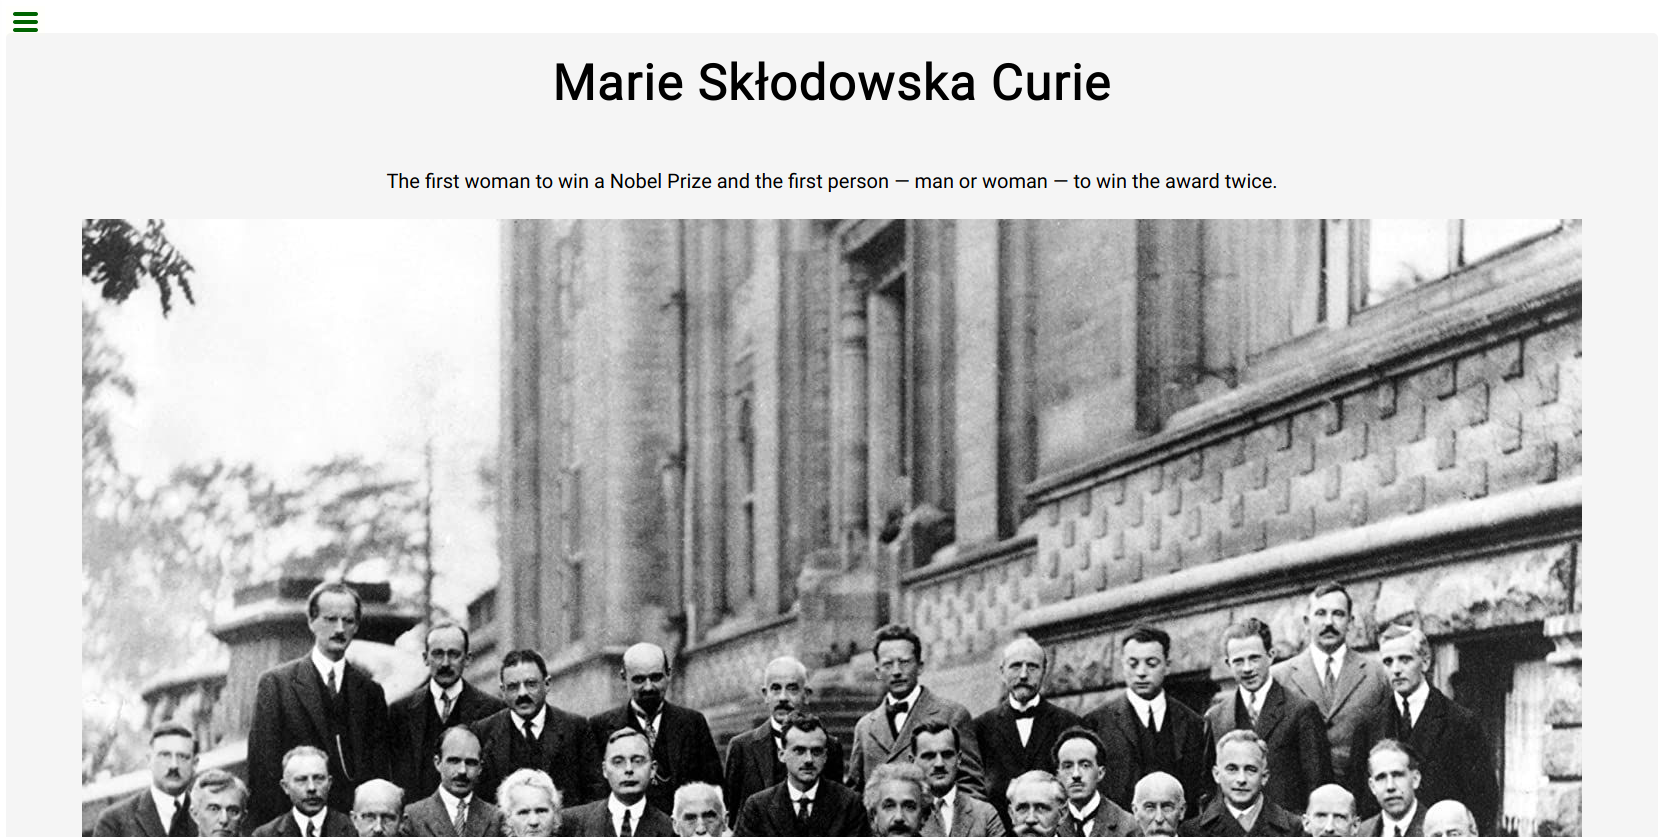 Marie Skłodowska Curie
The first woman to win a Nobel Prize and the first person — man or woman — to win the award twice.